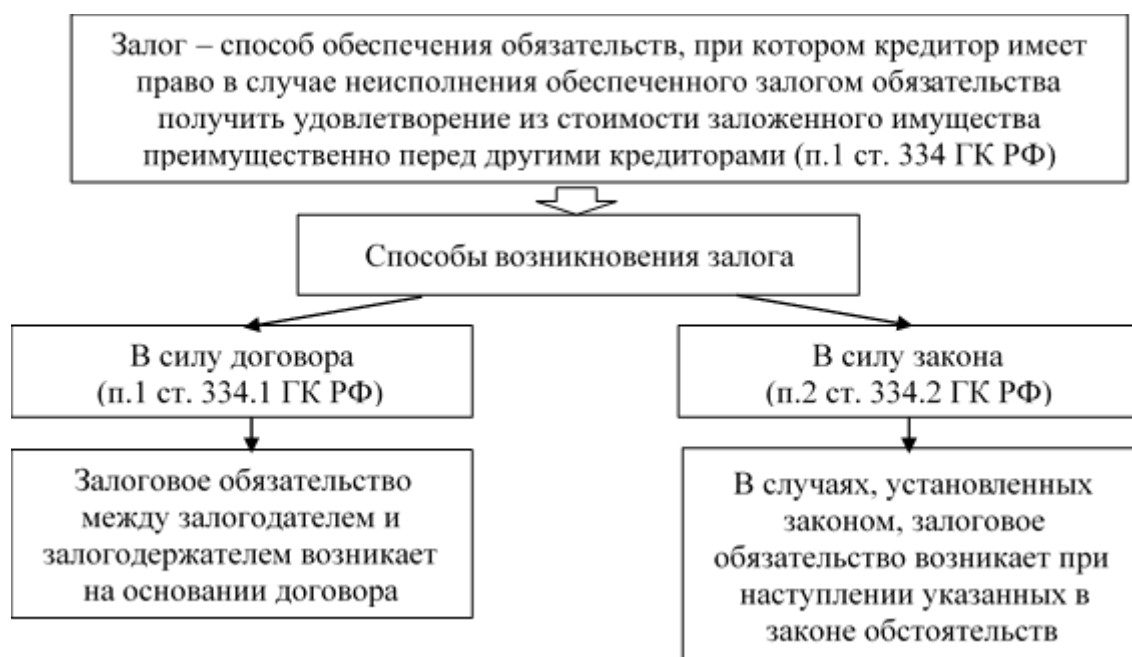 Залог – способ обеспечения обязательств, при котором кредитор имеет
право в случае неисполнения обеспеченного залогом обязательства
получить удовлетворение из стоимости заложенного имущества
преимущественно перед другими кредиторами (п.1 ст. 334 ГК РФ)
Способы возникновения залога
В силу договора
(п.1 ст. 334.1 ГК РФ)
В силу закона
(п.2 ст. 334.2 ГК РФ)
Залоговое обязательство
между залогодателем и
залогодержателем возникает
на основании договора
В случаях, установленных
законом, залоговое
обязательство возникает при
наступлении указанных в
законе обстоятельств